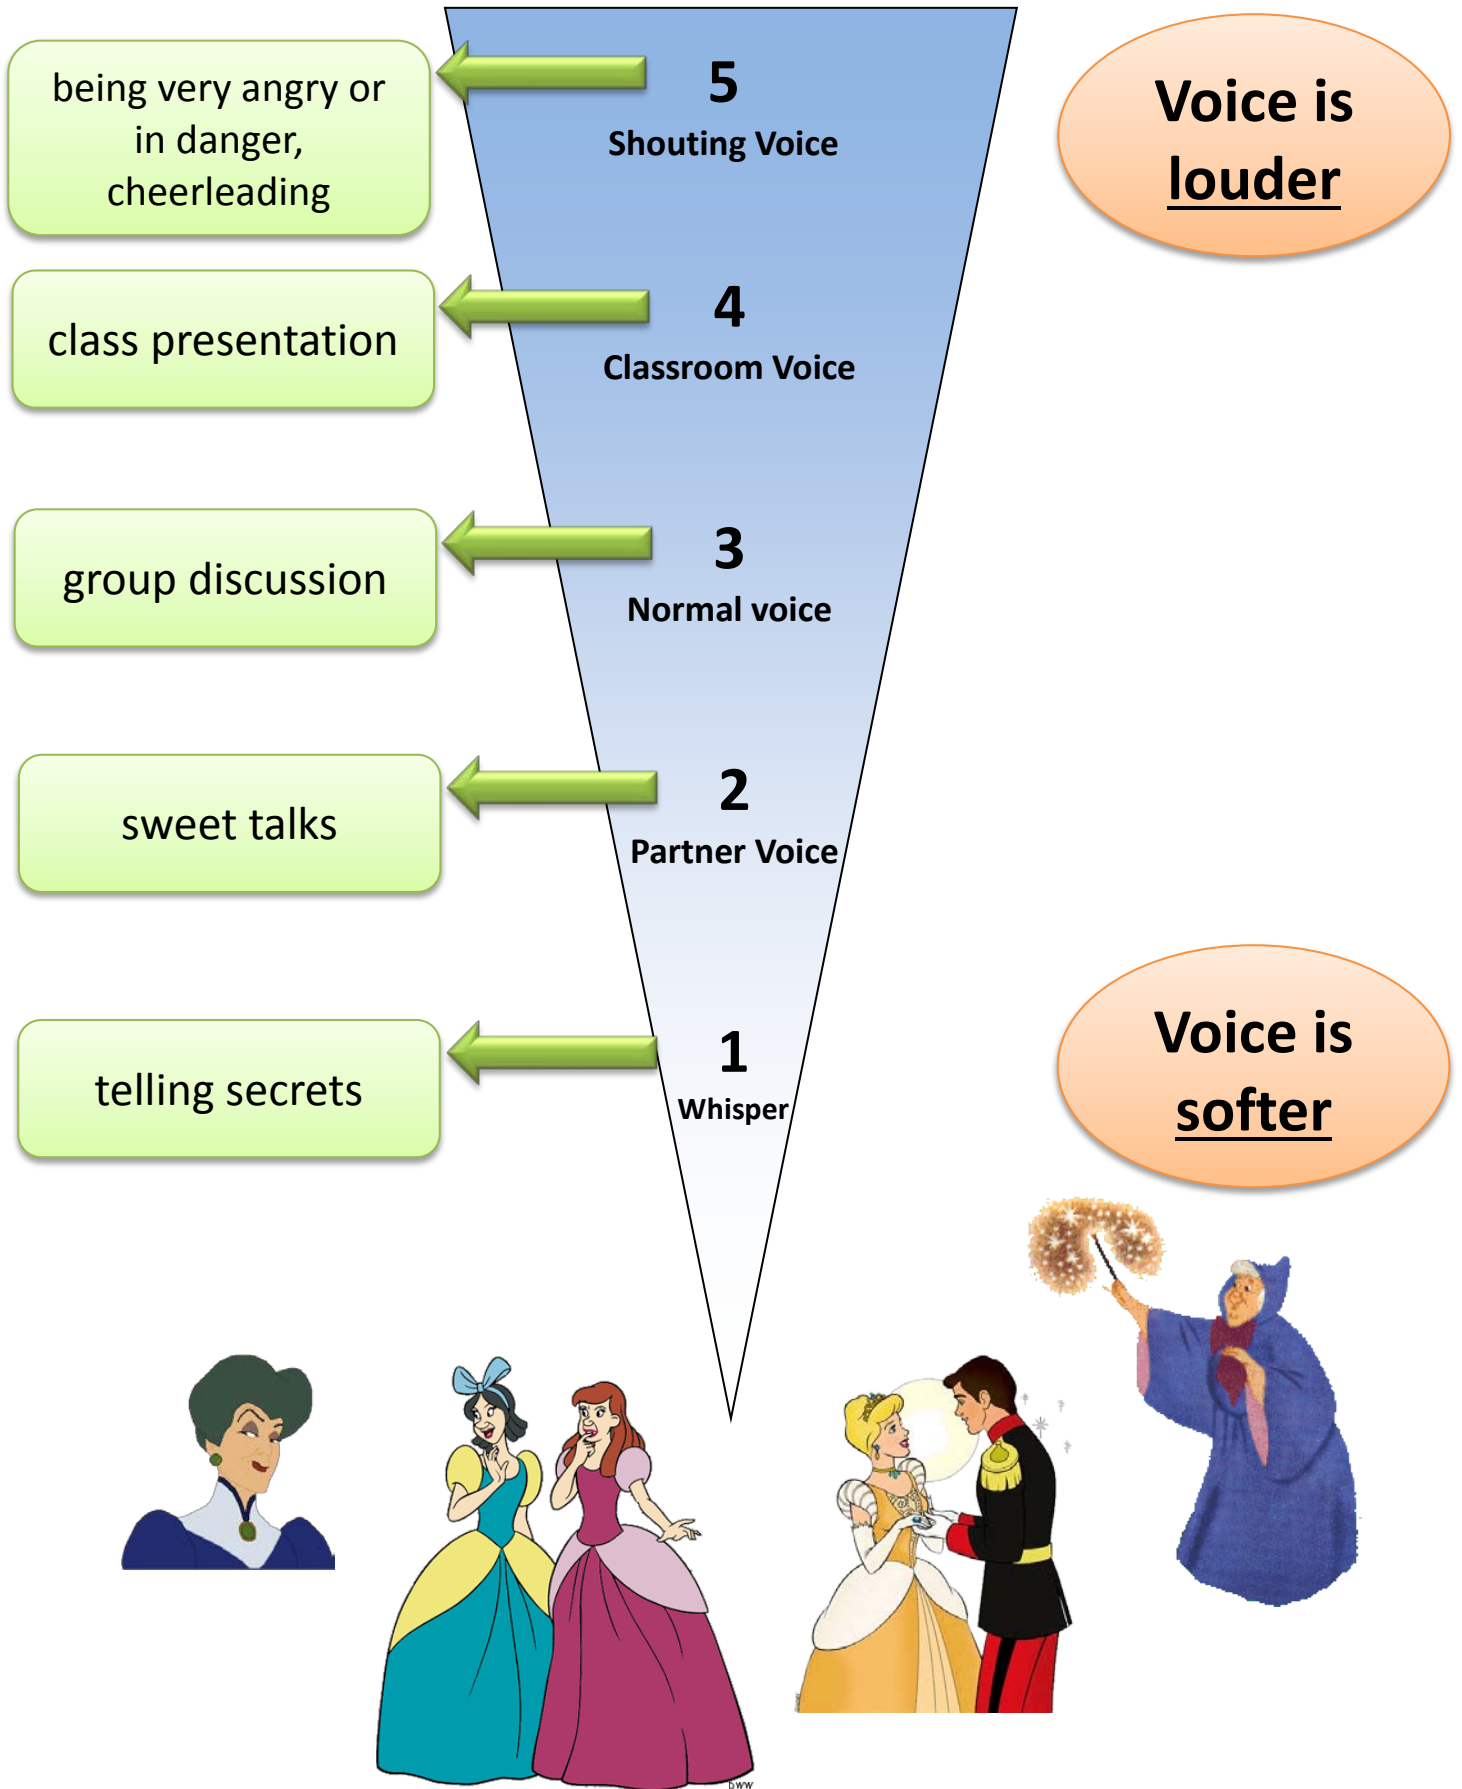 being very angry or
in danger,
cheerleading
5
Shouting Voice
Voice is
louder
class presentation
4
Classroom Voice
group discussion
3
Normal voice
sweet talks
2
Partner Voice
telling secrets
1
Whisper
Voice is
softer
DWW